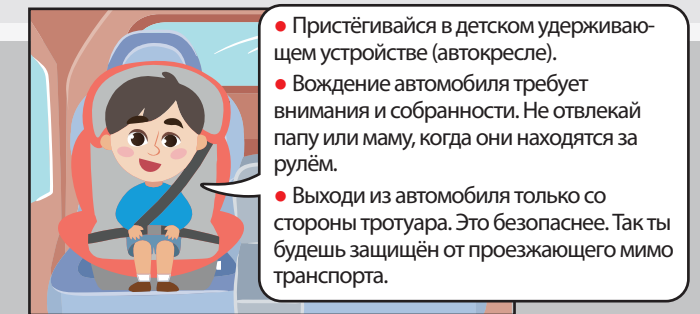 ● Пристёгивайся в детском удерживаю-
щем устройстве (автокресле).
● Вождение автомобиля требует
внимания и собранности. Не отвлекай
папу или маму, когда они находятся за
рулём.
● Выходи из автомобиля только со
стороны тротуара. Это безопаснее. Так ты
будешь защищён от проезжающего мимо
транспорта.